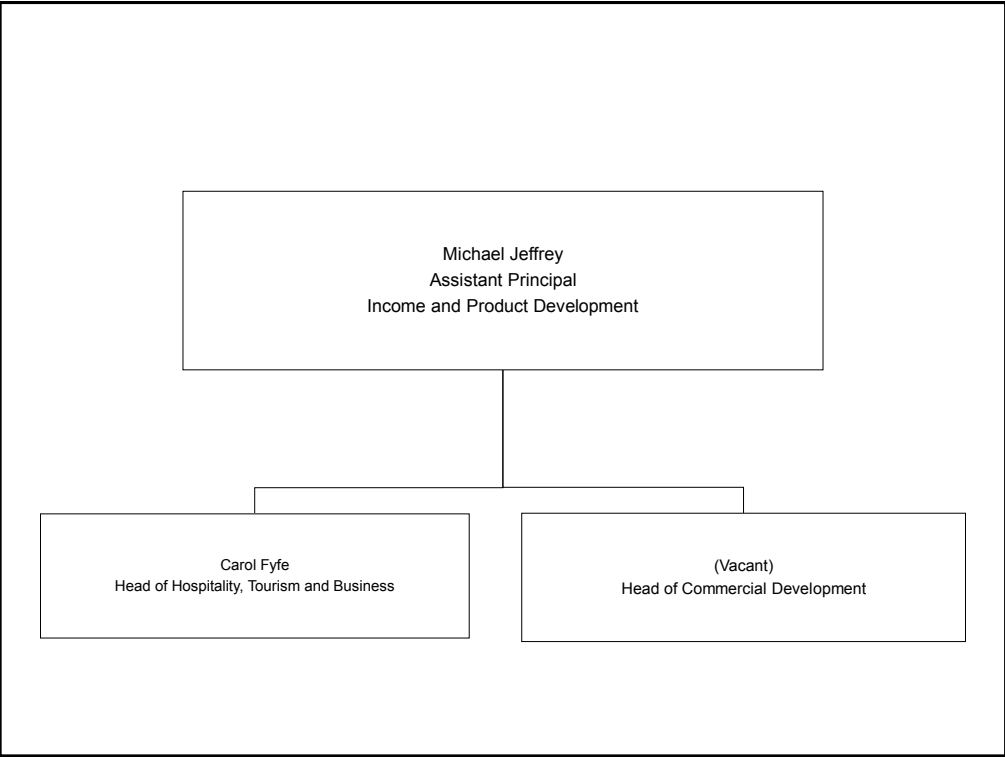 Michael Jeffrey
Assistant Principal
Income and Product Development
Carol Fyfe
Head of Hospitality, Tourism and Business
(Vacant)
Head of Commercial Development